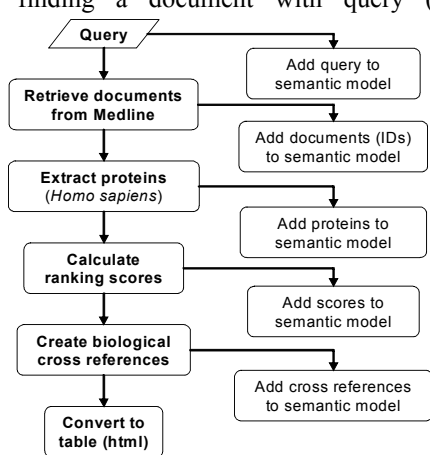 finding a document with query (
Query
Add query to
semantic model
Retrieve documents
from Medline
Add documents (IDs)
to semantic model
Extract proteins
(Homo sapiens)
Add proteins to
semantic model
Calculate
ranking scores
Add scores to
semantic model
Create biological
cross references
Add cross references
to semantic model
Convert to
table (html)